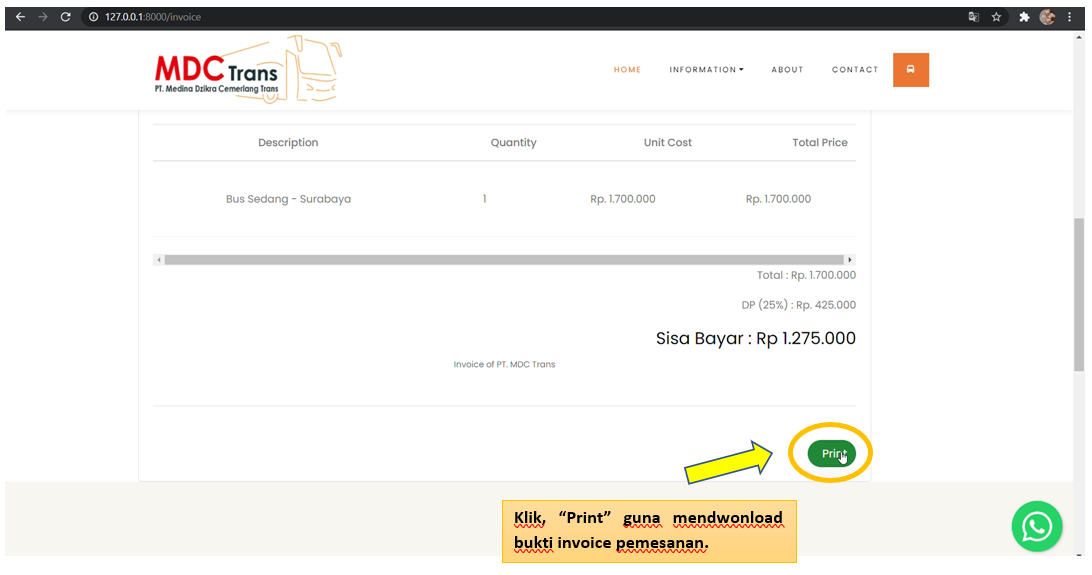 127.0.0.1:8000/invoice
MDC Trans
PT. Medina Dzikra Cemerlang Trans
HOME INFORMATION ABOUT CONTACT
Description Quantity Unit Cost Total Price
Bus Sedang - Surabaya 1 Rp. 1.700.000 Rp. 1.700.000
Total : Rp. 1.700.000
DP (25%) : Rp. 425.000
Sisa Bayar : Rp 1.275.000
Invoice of PT. MDC Trans
Print
Klik, “Print” guna mendwonload
bukti invoice pemesanan.